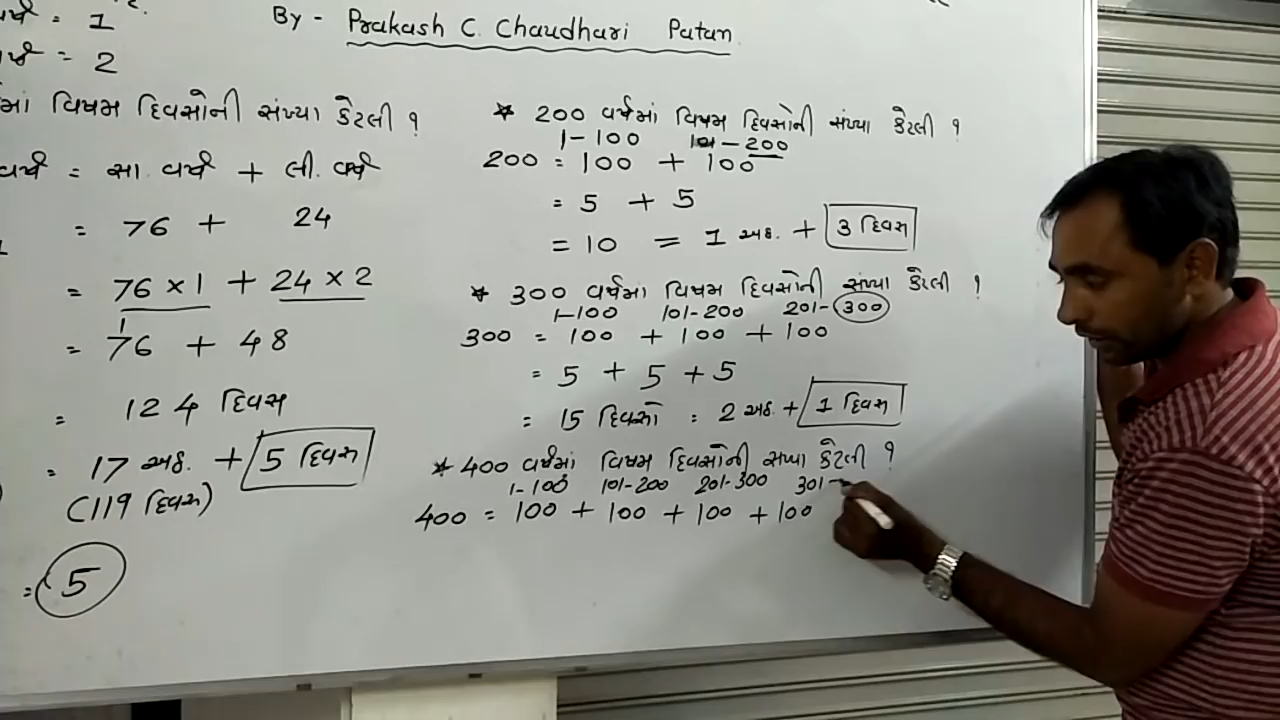 By - Prakash C. Chaudhari Patan
= 1
= 2
માં વિષમ દિવસોની સંખ્યા કેટલી ?
વર્ષ = સા. વર્ષ + લી. વર્ષ
= 76 + 24
= 76 × 1 + 24 × 2
= 76 + 48
= 124 દિવસ
= 17 અઠ. + 5 દિવસ
(119 દિવસ)
= 5
* 200 વર્ષમાં વિષમ દિવસોની સંખ્યા કેટલી ?
1-100 101-200
200 = 100 + 100
= 5 + 5
= 10 = 1 અઠ. + 3 દિવસ
* 300 વર્ષમાં વિષમ દિવસોની સંખ્યા કેટલી ?
1-100 101-200 201-300
300 = 100 + 100 + 100
= 5 + 5 + 5
= 15 દિવસો = 2 અઠ. + 1 દિવસ
* 400 વર્ષમાં વિષમ દિવસોની સખ્યા કેટલી ?
1-100 101-200 201-300 301-
400 = 100 + 100 + 100 + 100